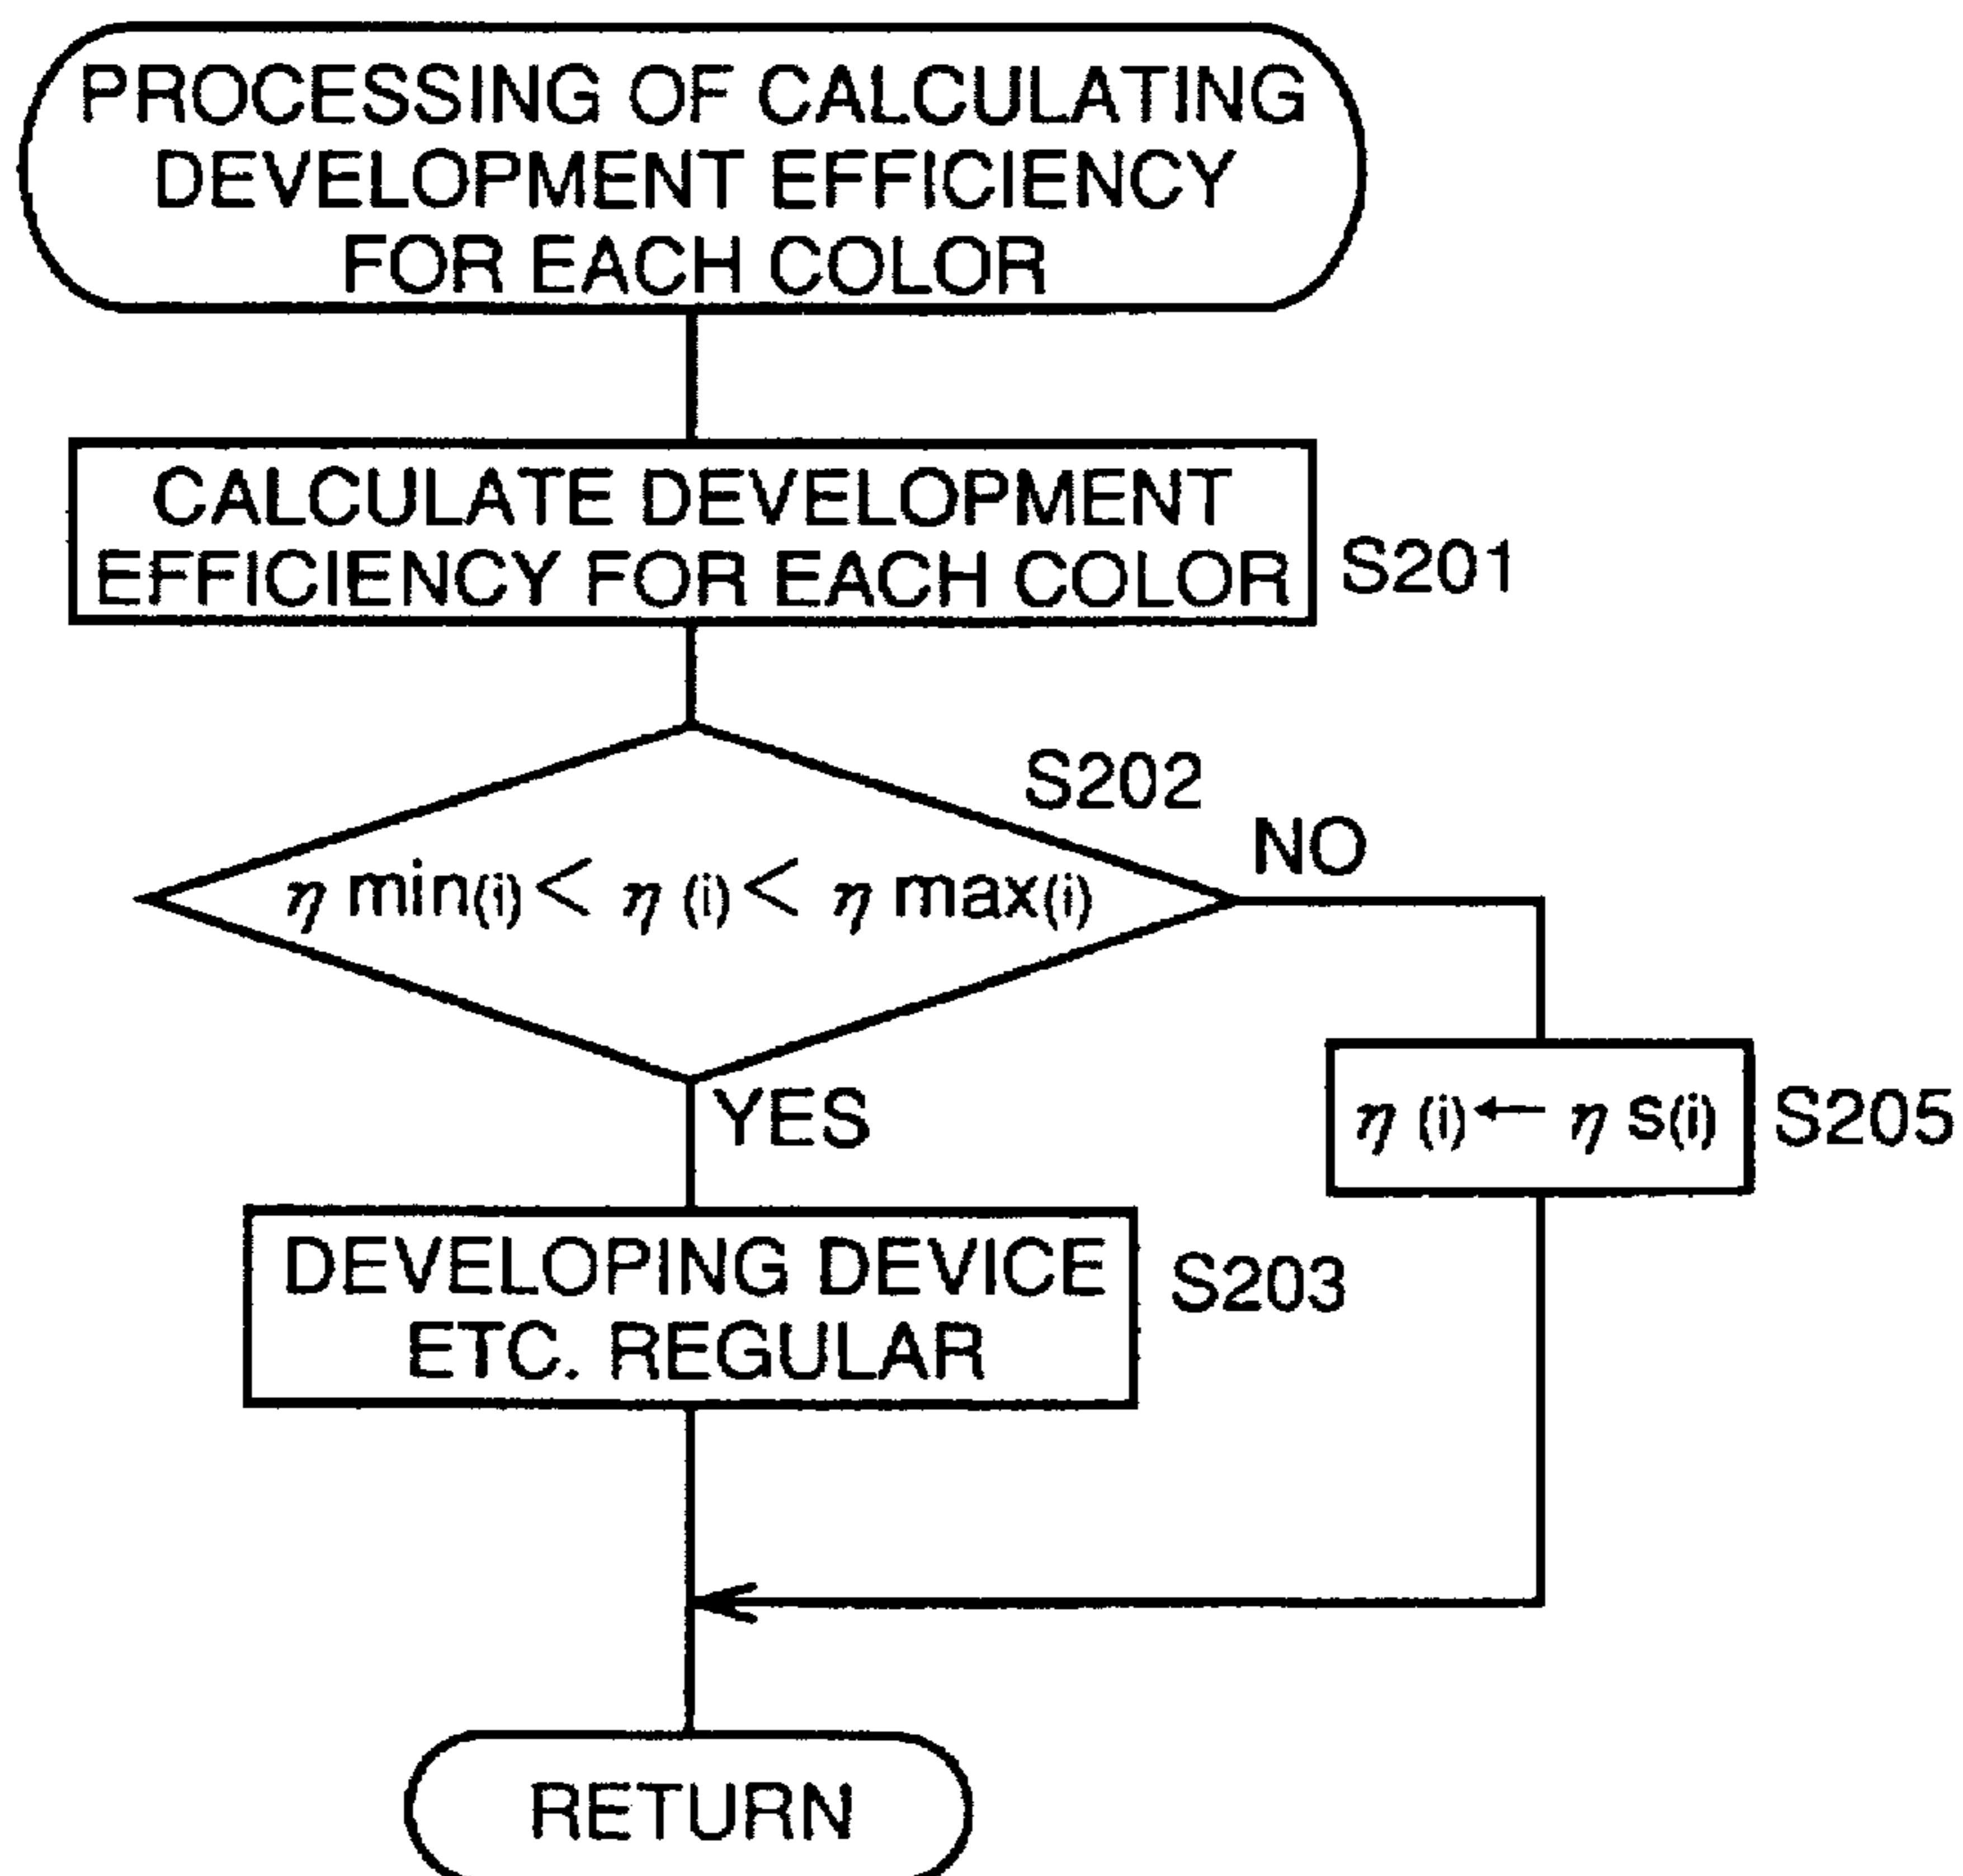 PROCESSING OF CALCULATING
DEVELOPMENT EFFICIENCY
FOR EACH COLOR
CALCULATE DEVELOPMENT
EFFICIENCY FOR EACH COLOR
S201
S202
NO
η min(i)< η (i)< η max(i)
YES
η (i)← η S(i)
S205
DEVELOPING DEVICE
ETC. REGULAR
S203
RETURN